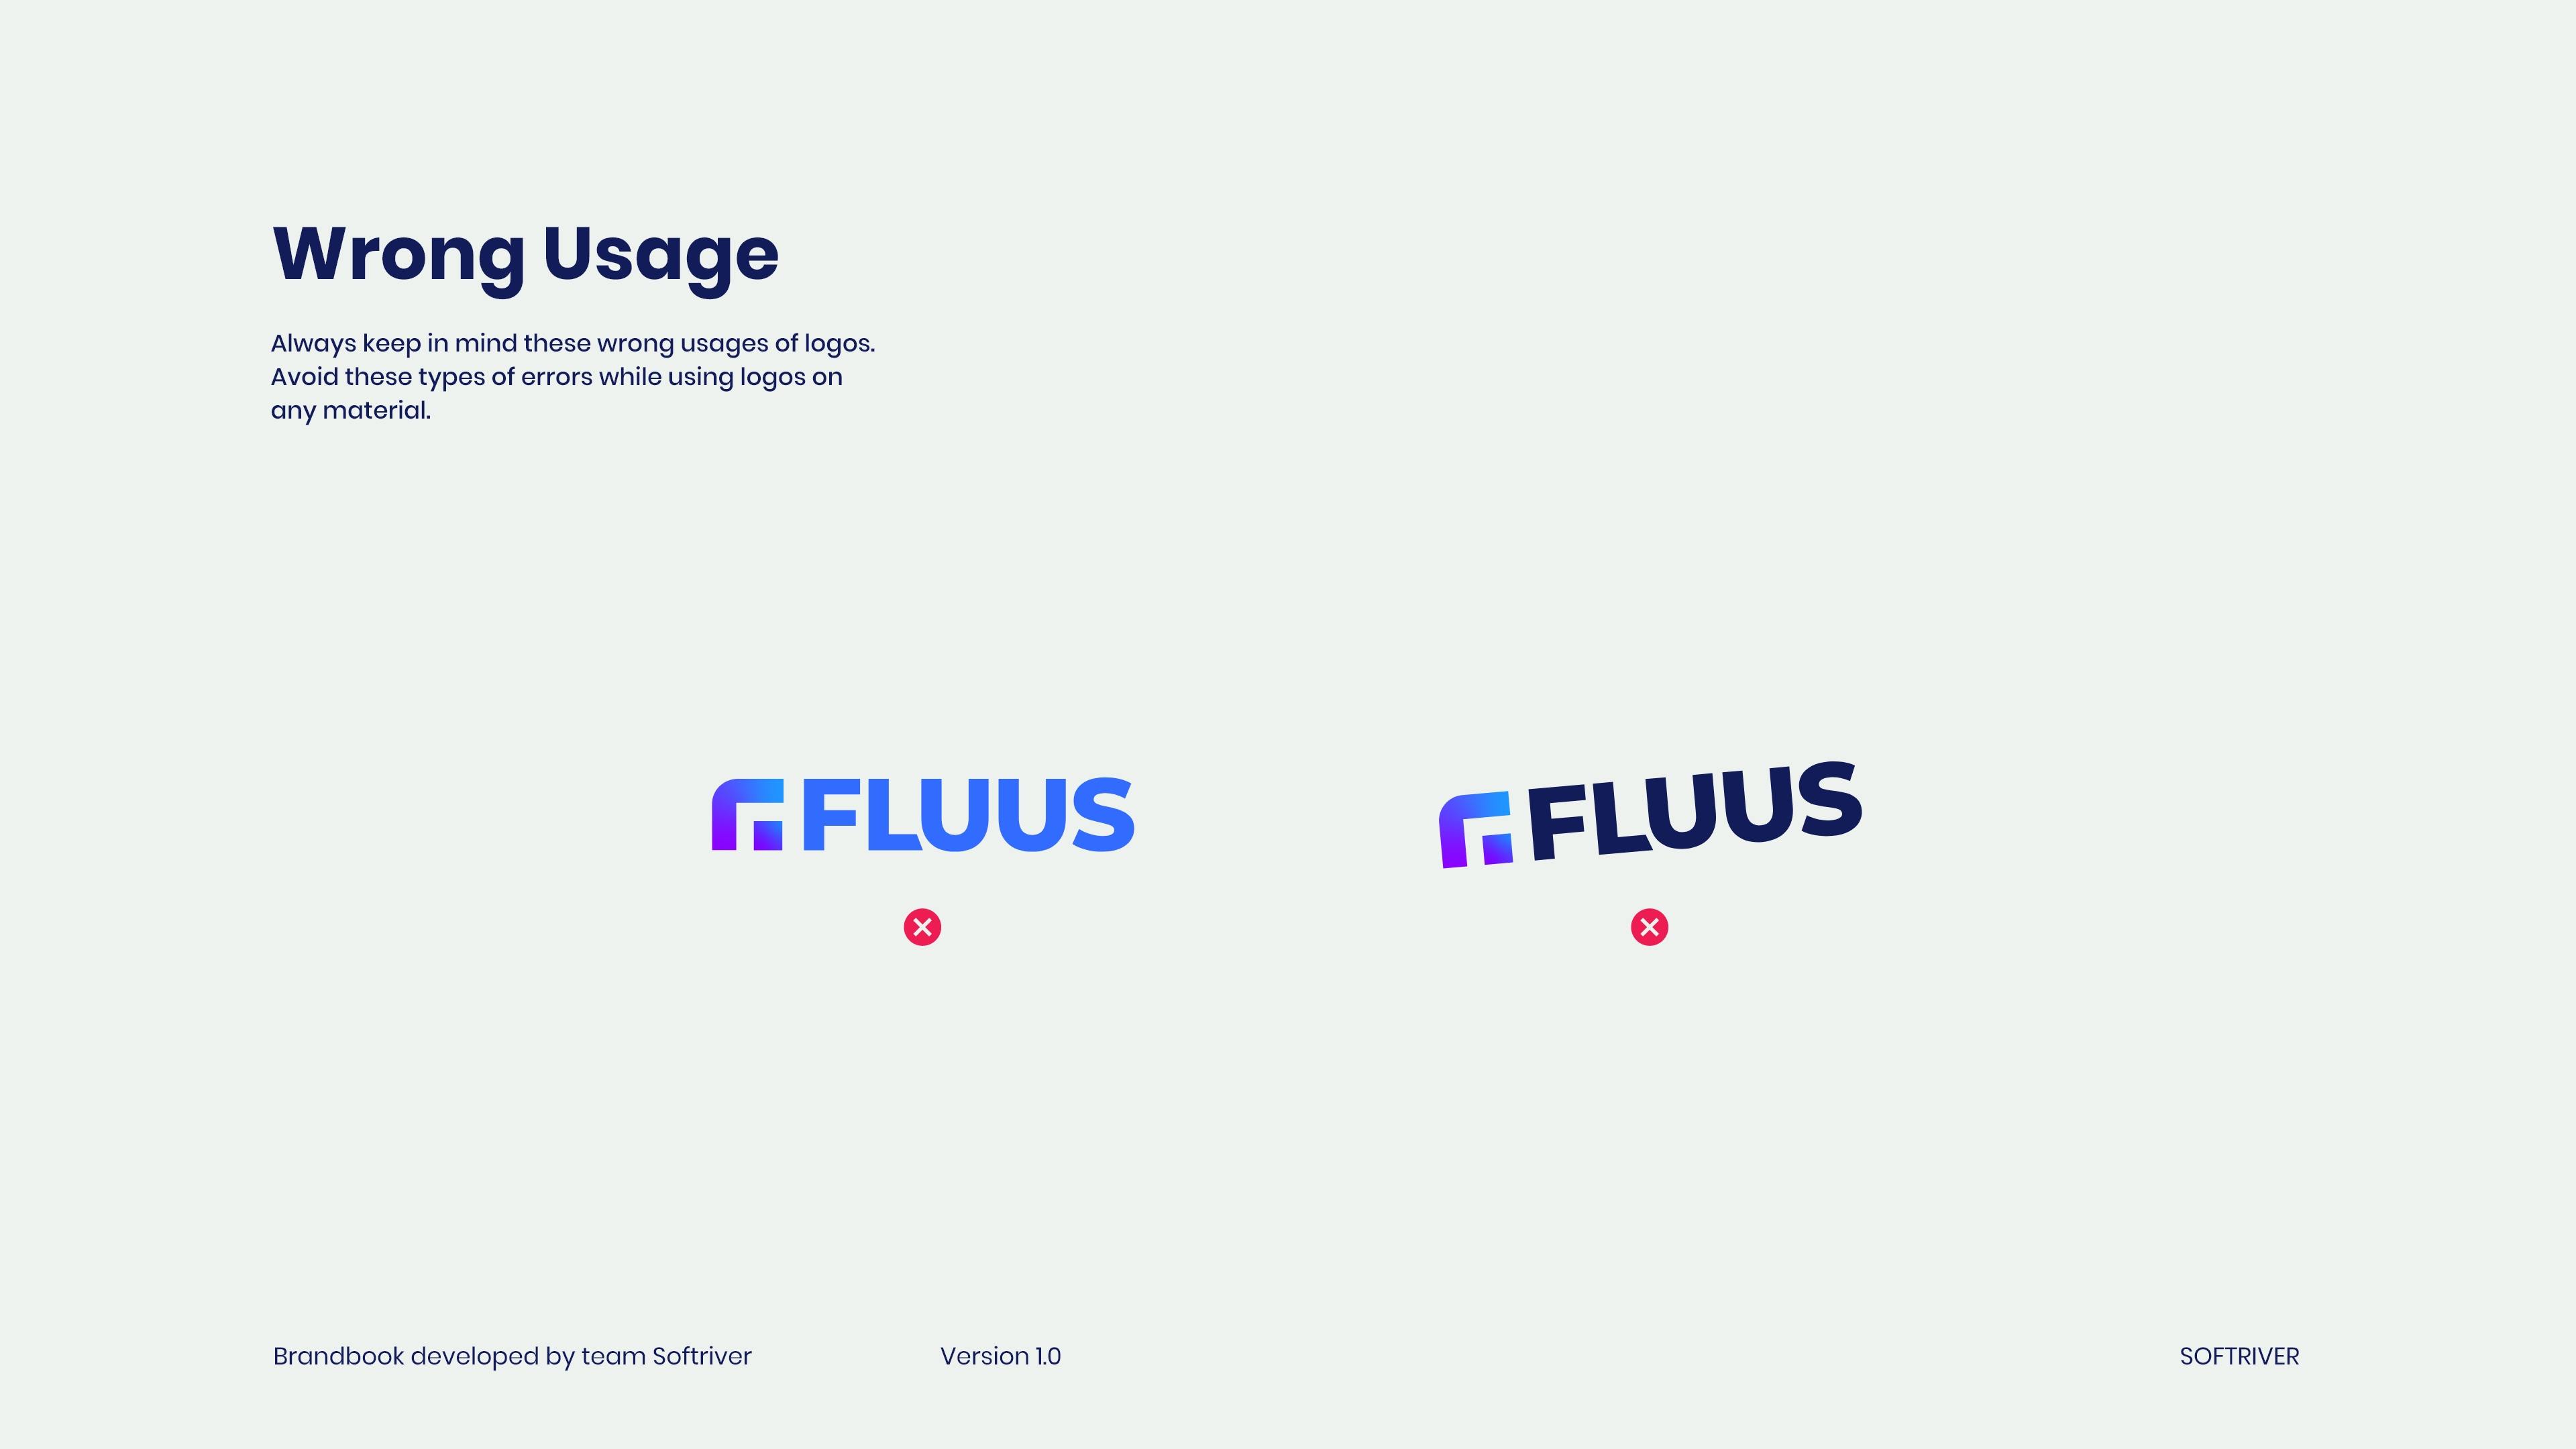 Wrong Usage
Always keep in mind these wrong usages of logos.
Avoid these types of errors while using logos on
any material.
FLUUS
FLUUS
Brandbook developed by team Softriver
Version 1.0
SOFTRIVER